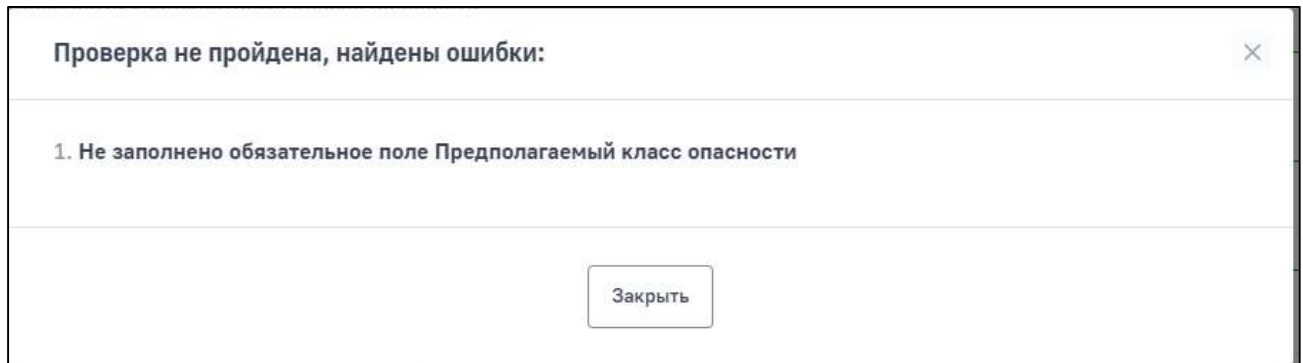 Проверка не пройдена, найдены ошибки:
1. Не заполнено обязательное поле Предполагаемый класс опасности
Закрыть